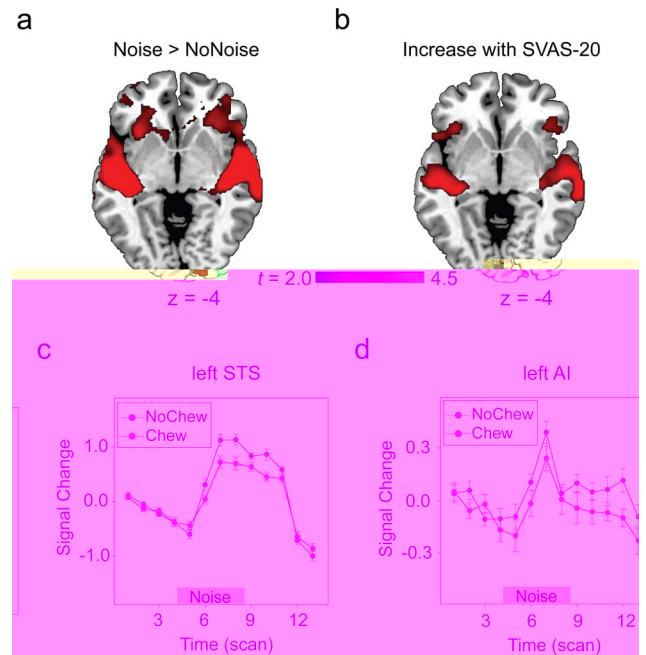 a
b
Noise > NoNoise
Increase with SVAS-20
t = 2.0
4.5
z = -4
z = -4
c
d
left STS
left AI
NoChew
Chew
NoChew
Chew
Signal Change
1.0
0.0
-1.0
Signal Change
0.3
0.0
-0.3
Noise
Noise
3 6 9 12
3 6 9 12
Time (scan)
Time (scan)